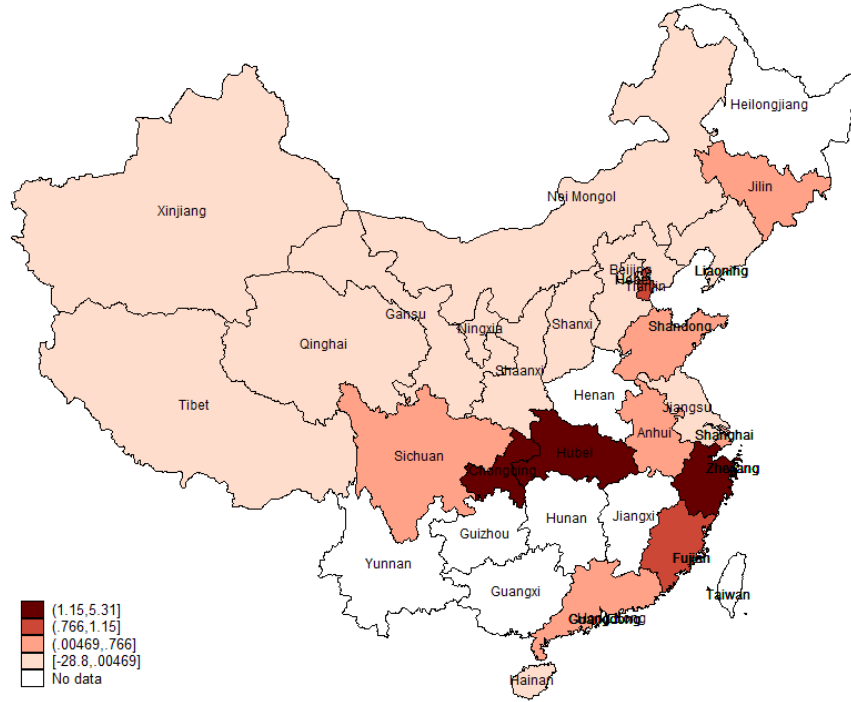 Heilongjiang
Jilin
Nei Mongol
Xinjiang
Beijing
Tianjin
Liaoning
Gansu
Ningxia
Shanxi
Shandong
Qinghai
Shaanxi
Henan
Tibet
Jiangsu
Anhui
Shanghai
Sichuan
Chongqing
Hubei
Zhejiang
Hunan
Jiangxi
Guizhou
Yunnan
Fujian
Guangxi
Taiwan
Guangdong
Hainan
(1.15,5.31]
(.766,1.15]
(.00469,.766]
[-28.8,.00469]
No data